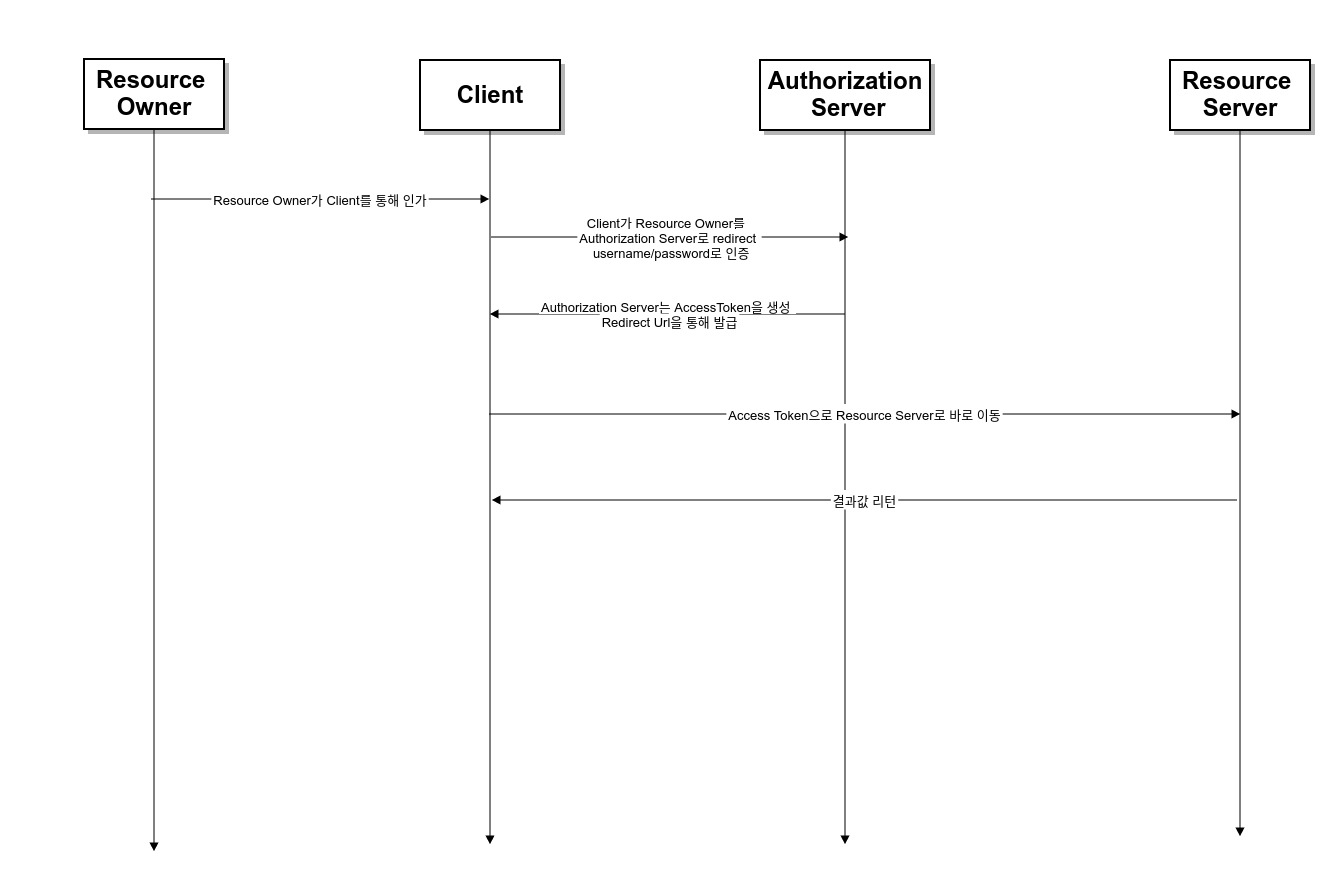 Resource
Owner
Client
Authorization
Server
Resource
Server
Resource Owner가 Client를 통해 인가
Client가 Resource Owner를
Authorization Server로 redirect
username/password로 인증
Authorization Server는 AccessToken을 생성
Redirect Url을 통해 발급
Access Token으로 Resource Server로 바로 이동
결과값 리턴